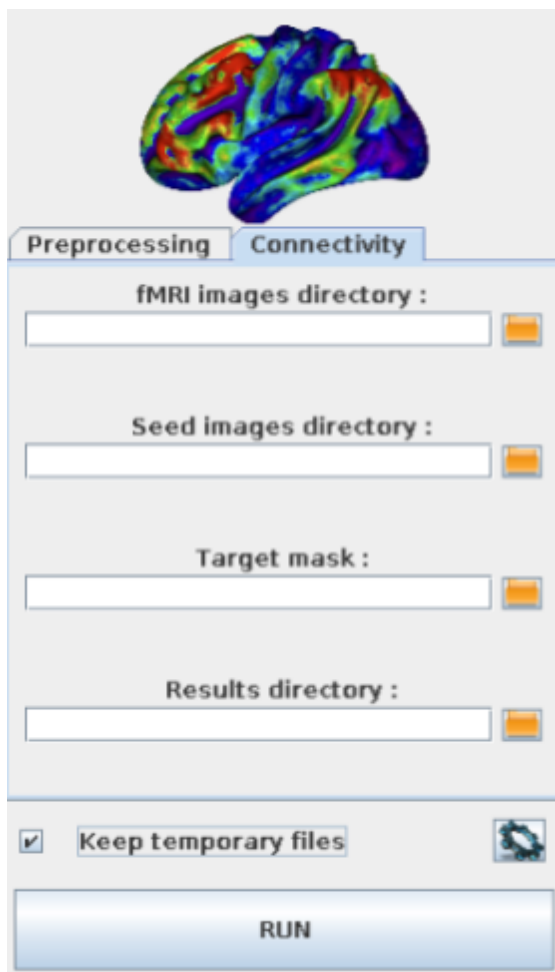 Preprocessing Connectivity
fMRI images directory :
Seed images directory :
Target mask :
Results directory :
Keep temporary files
RUN